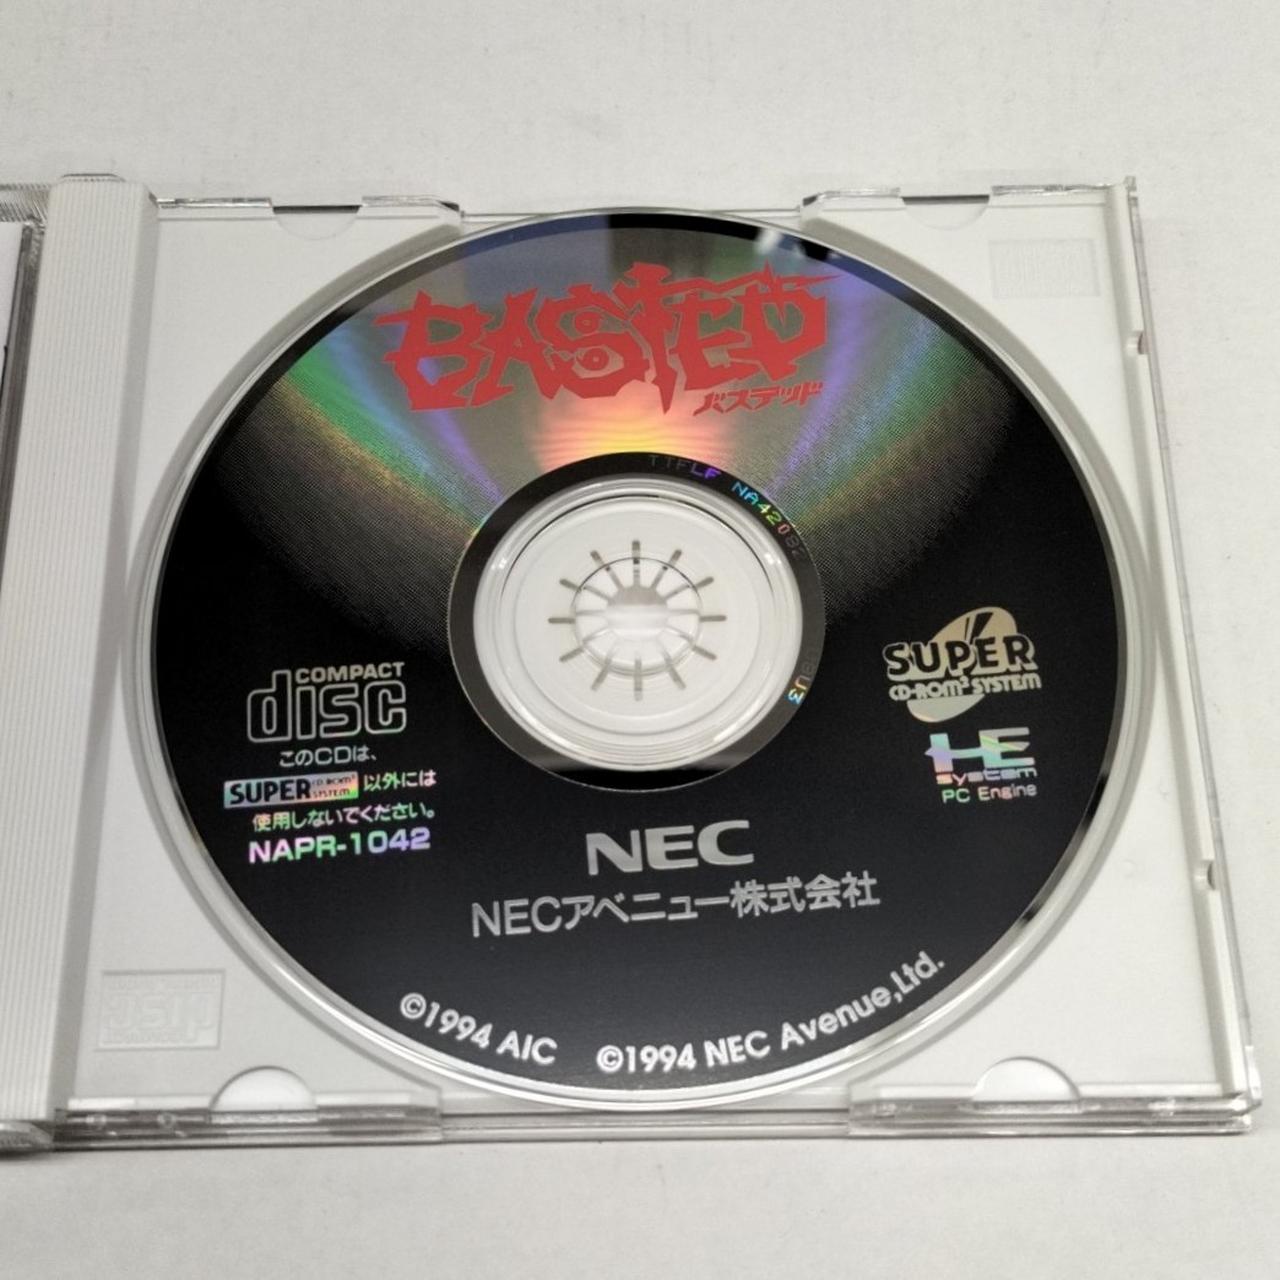 BASTED
バステッド
TTFLF NA42082
COMPACT
disc
このCDは、
SUPER CD-ROM² SYSTEM 以外には
使用しないでください。
NAPR-1042
SUPER
CD-ROM² SYSTEM
HE
system
PC Engine
NEC
NECアベニュー株式会社
©1994 AIC ©1994 NEC Avenue,Ltd.